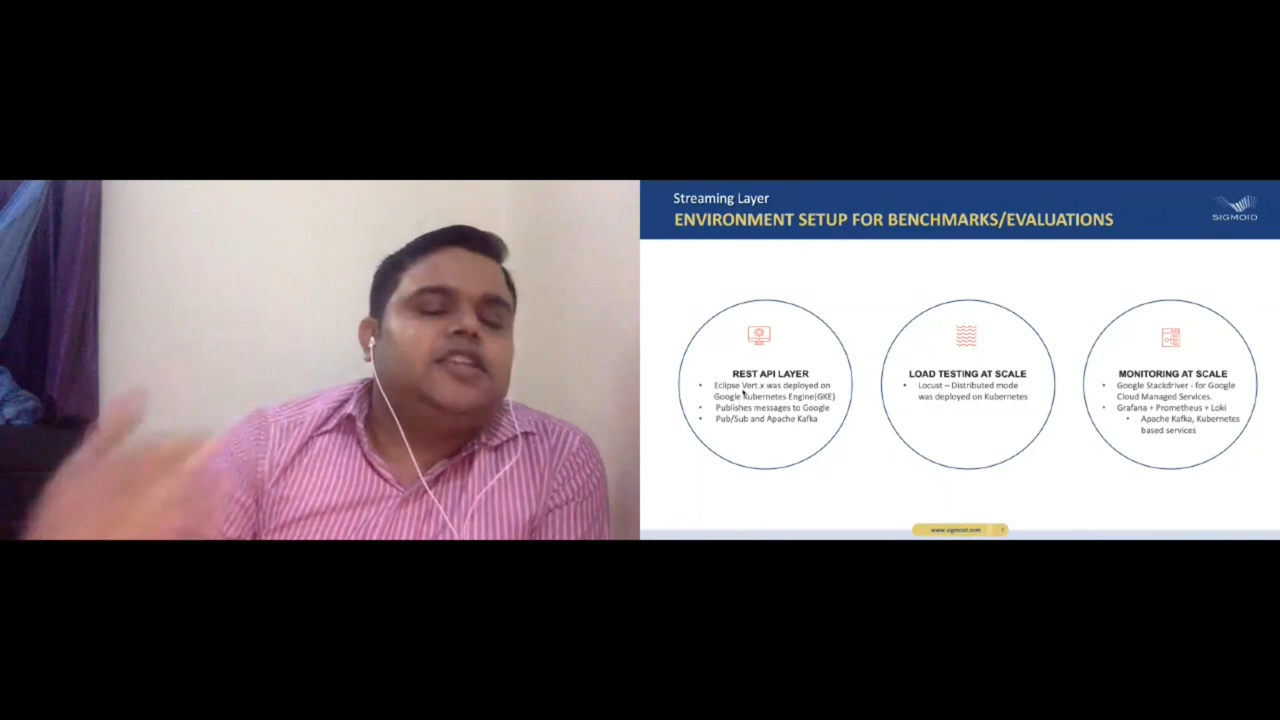 Streaming Layer
ENVIRONMENT SETUP FOR BENCHMARKS/EVALUATIONS
SIGMOID
REST API LAYER
• Eclipse Vert.x was deployed on
Google Kubernetes Engine(GKE)
• Publishes messages to Google
• Pub/Sub and Apache Kafka
LOAD TESTING AT SCALE
• Locust – Distributed mode
was deployed on Kubernetes
MONITORING AT SCALE
• Google Stackdriver - for Google
Cloud Managed Services.
• Grafana + Prometheus + Loki
• Apache Kafka, Kubernetes
based services
www.sigmoid.com 7